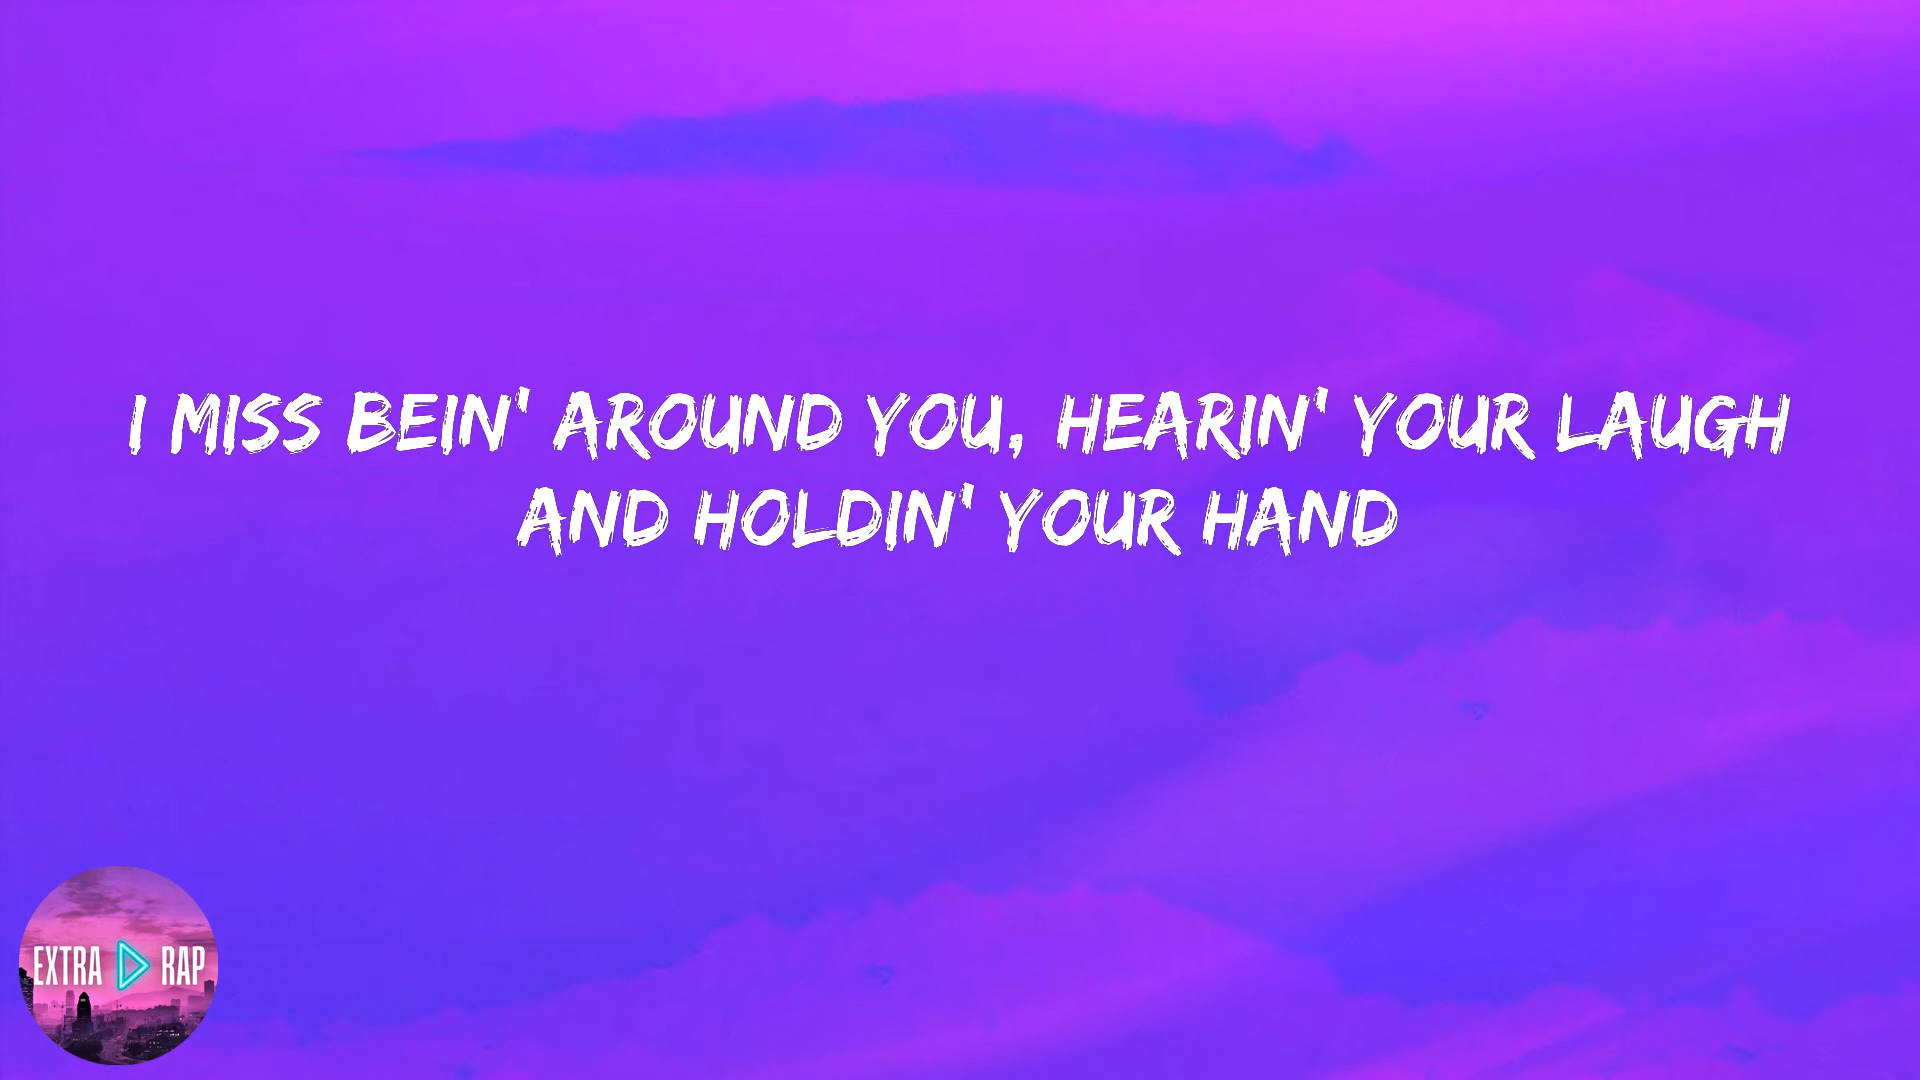 I MISS BEIN' AROUND YOU, HEARIN' YOUR LAUGH
AND HOLDIN' YOUR HAND
EXTRA RAP